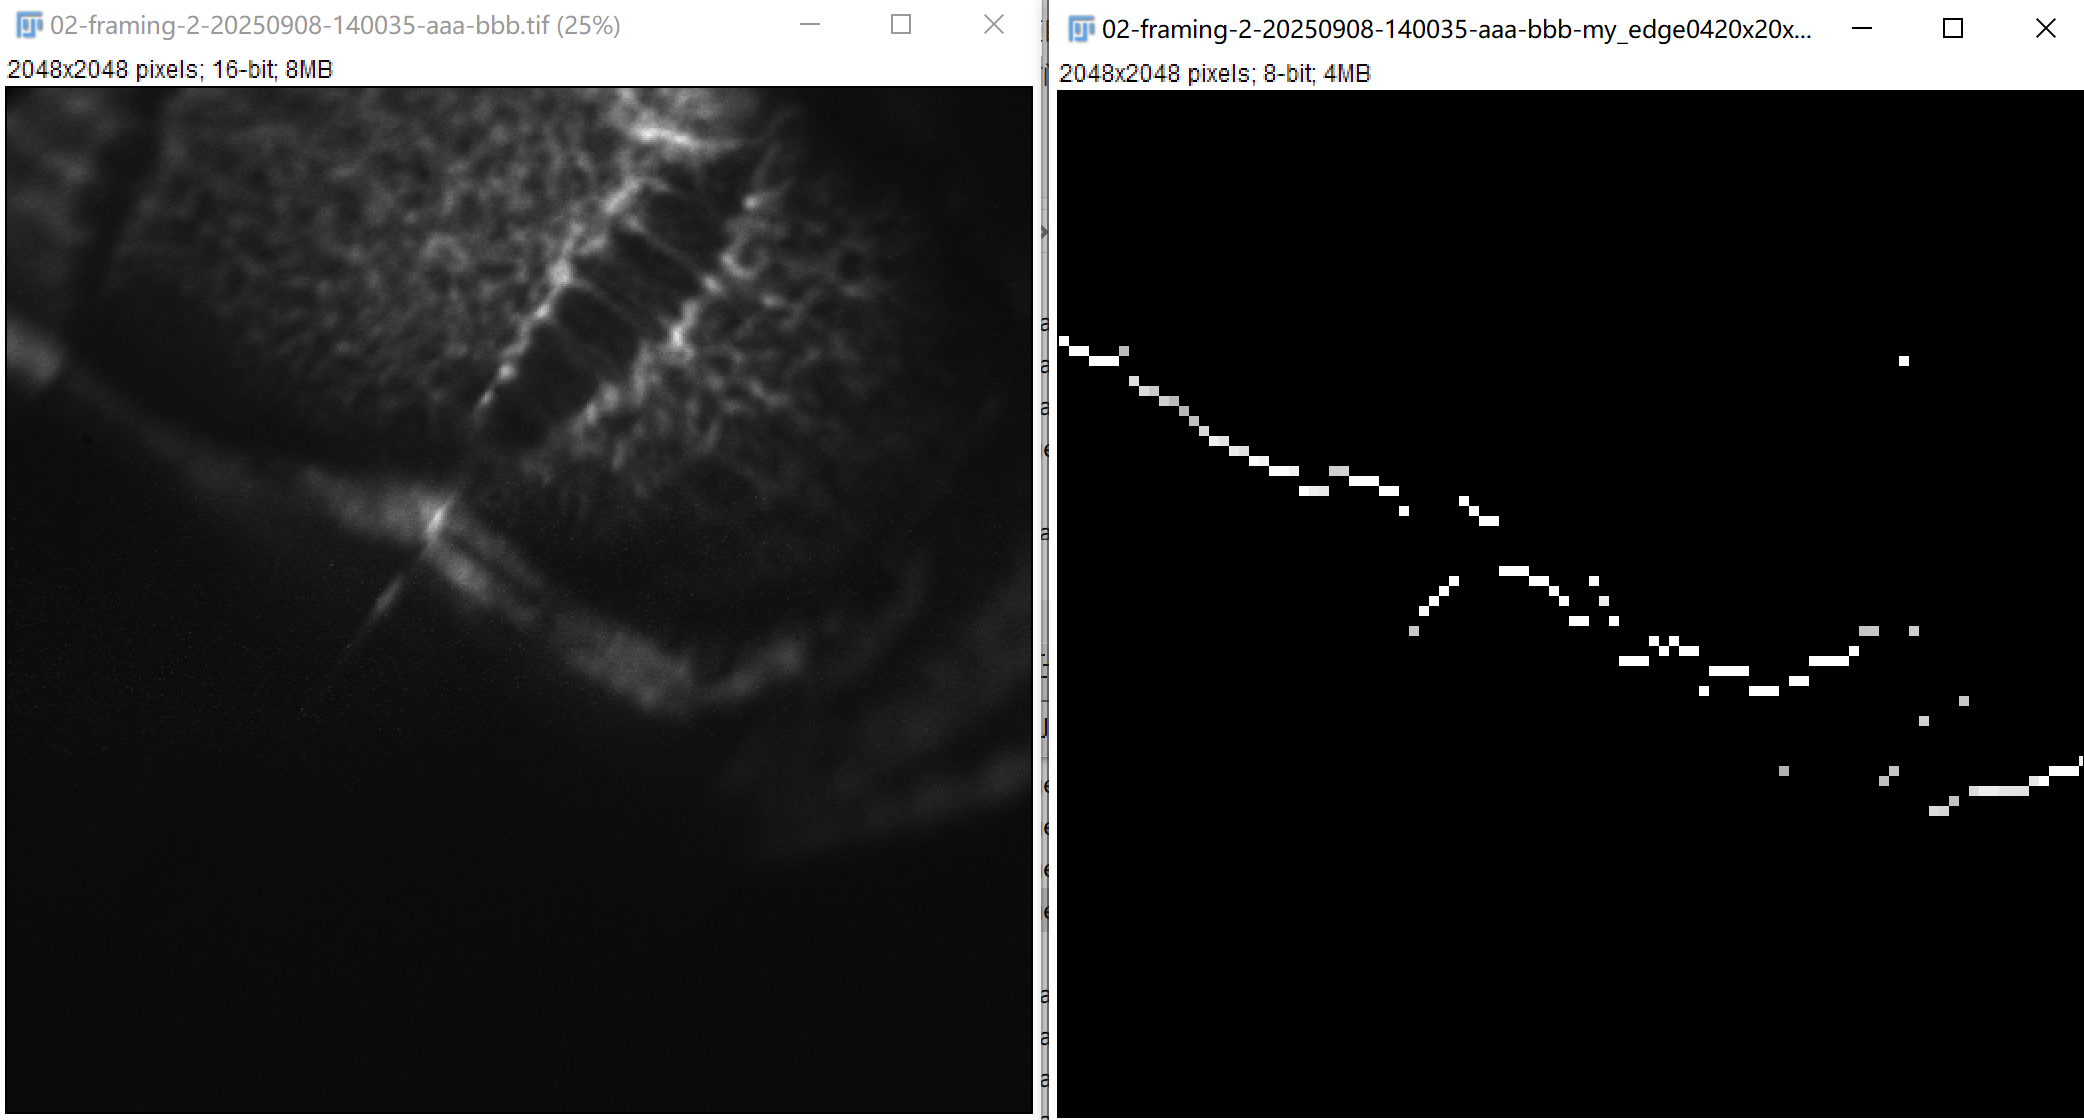 02-framing-2-20250908-140035-aaa-bbb.tif (25%)
2048x2048 pixels; 16-bit; 8MB
02-framing-2-20250908-140035-aaa-bbb-my_edge0420x20x...
2048x2048 pixels; 8-bit; 4MB